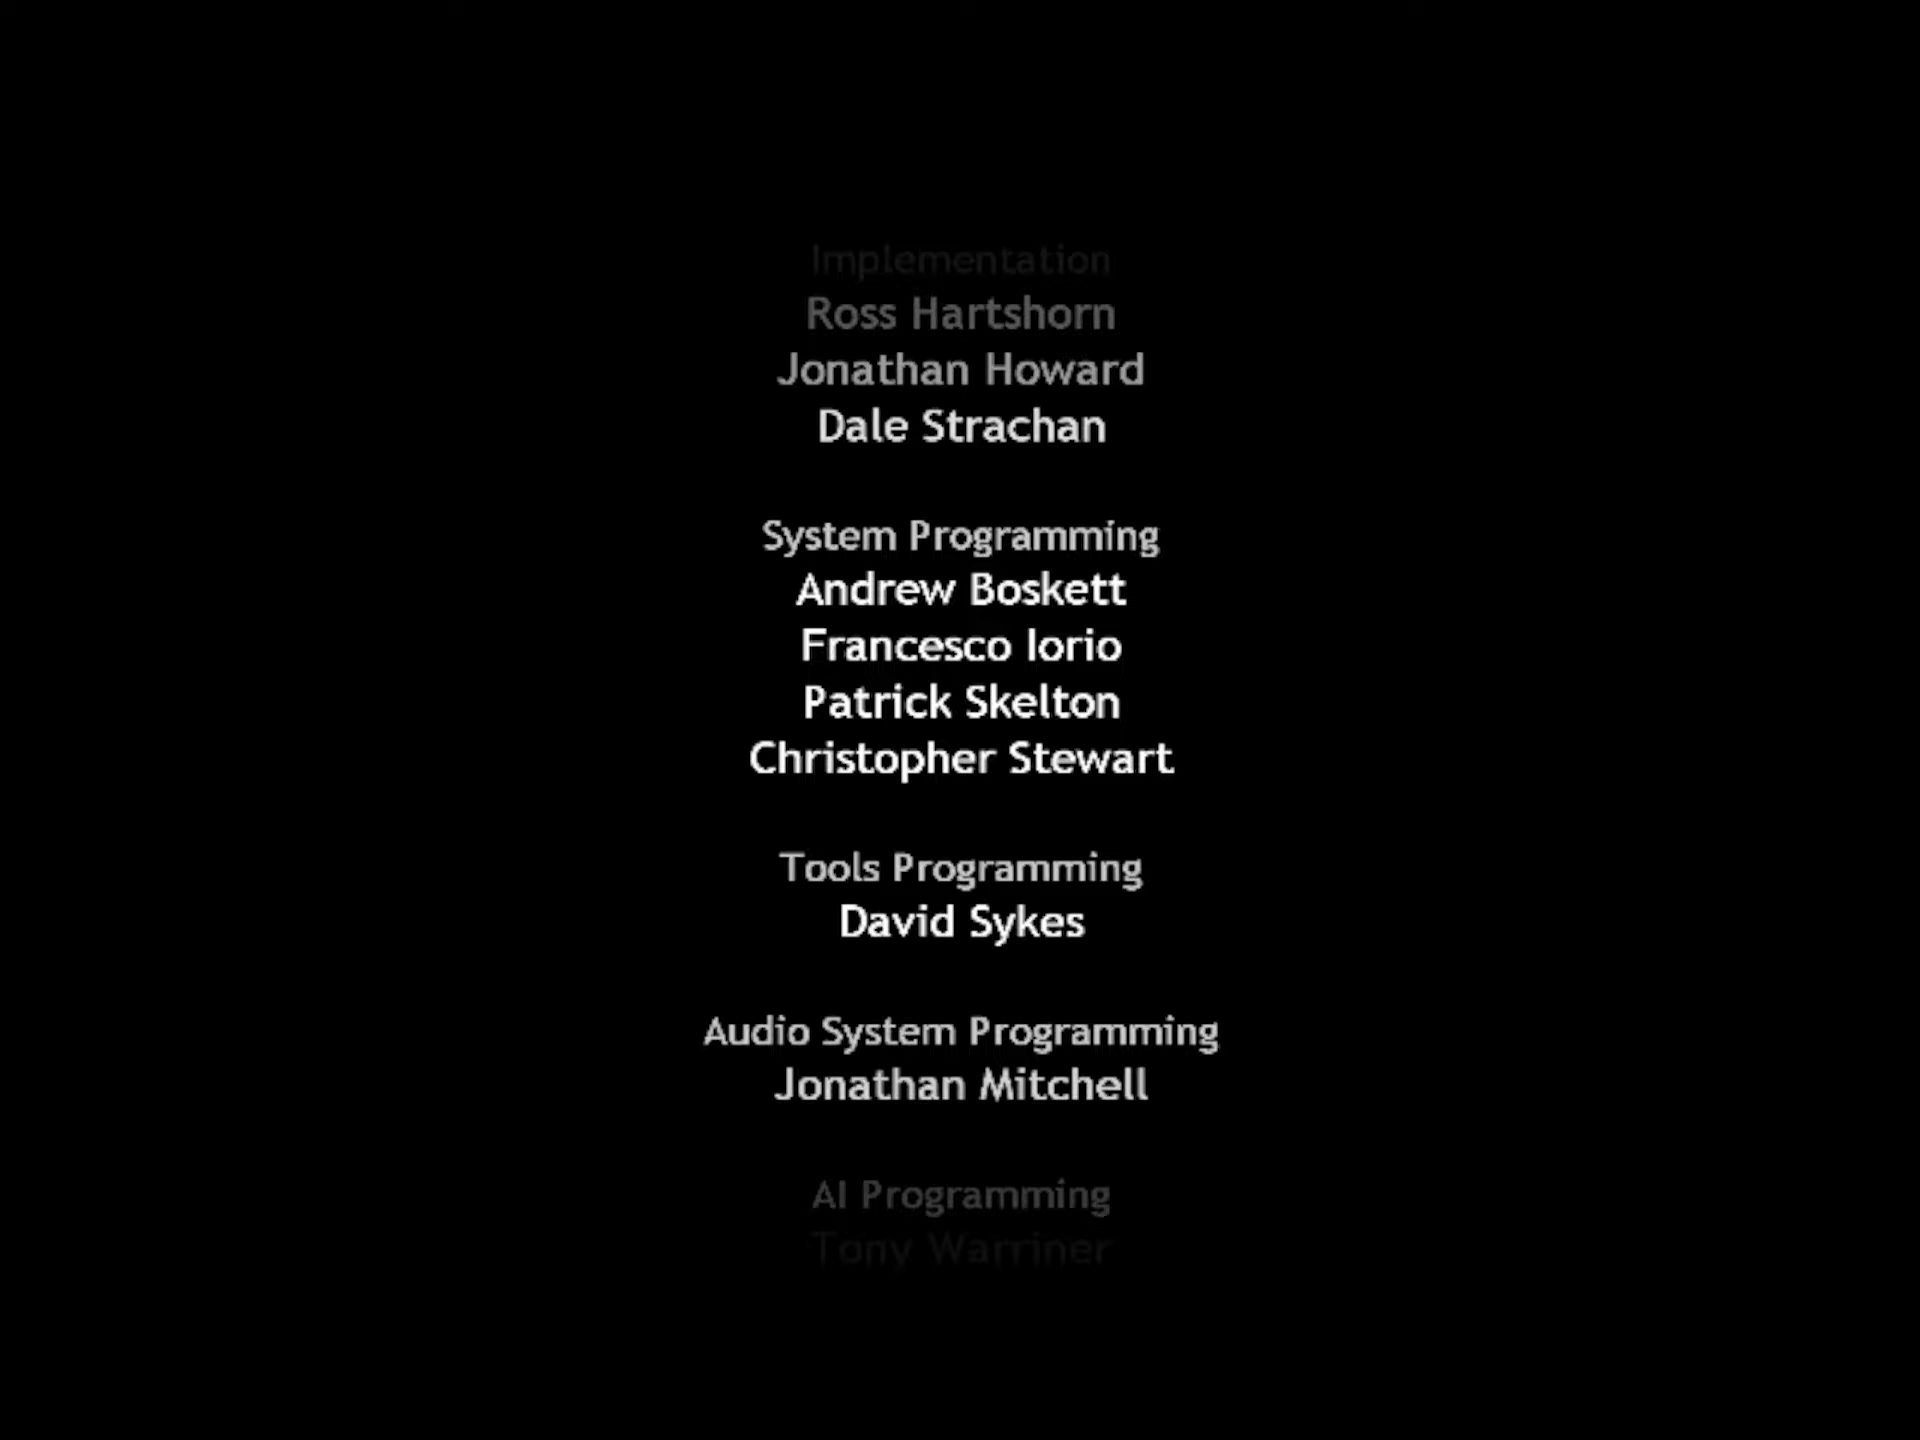 Implementation
Ross Hartshorn
Jonathan Howard
Dale Strachan
System Programming
Andrew Boskett
Francesco Iorio
Patrick Skelton
Christopher Stewart
Tools Programming
David Sykes
Audio System Programming
Jonathan Mitchell
AI Programming
Tony Warriner